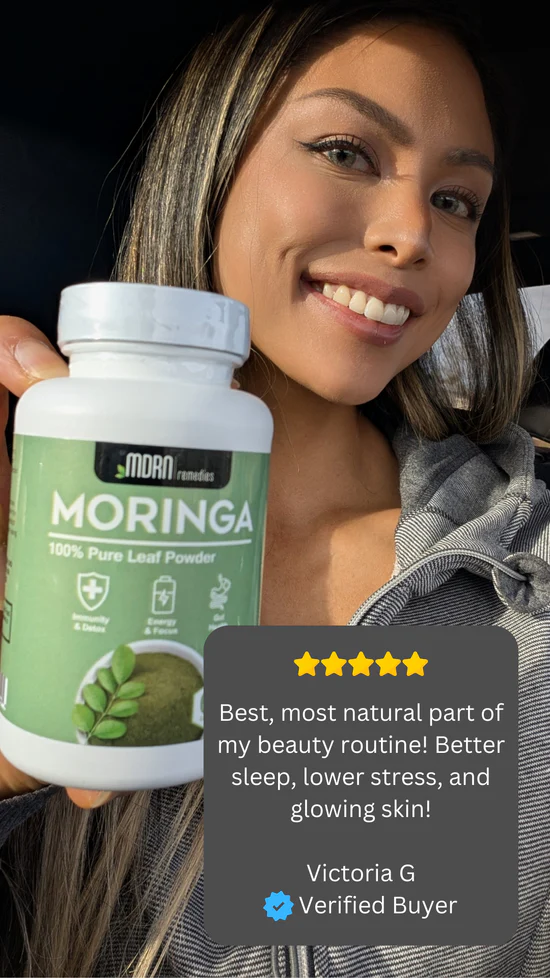 MDRN remedies
MORINGA
100% Pure Leaf Powder
Immunity
& Detox
Energy
& Focus
Gut
Best, most natural part of
my beauty routine! Better
sleep, lower stress, and
glowing skin!
Victoria G
Verified Buyer